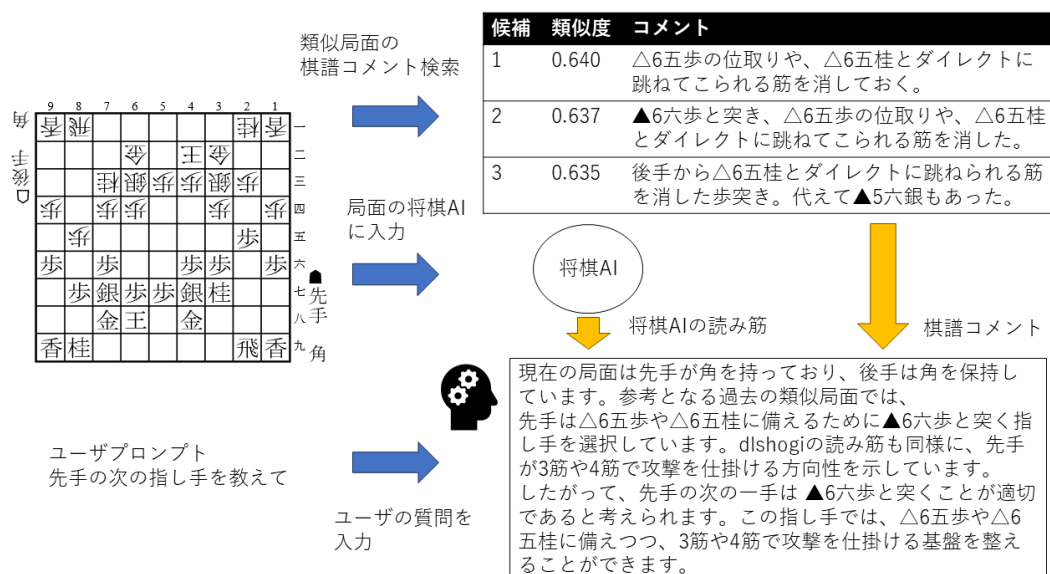 類似局面の
棋譜コメント検索
候補 類似度 コメント
1 0.640 △6五歩の位取りや、△6五桂とダイレクトに
跳ねてこられる筋を消しておく。
2 0.637 ▲6六歩と突き、△6五歩の位取りや、△6五桂
とダイレクトに跳ねてこられる筋を消した。
3 0.635 後手から△6五桂とダイレクトに跳ねられる筋
を消した歩突き。代えて▲5六銀もあった。
9 8 7 6 5 4 3 2 1
☖後手 角
香 飛 桂 香 一
金 王 金 二
桂 銀 歩 歩 銀 歩 三
歩 歩 歩 歩 歩 四
歩 歩 五
歩 歩 歩 歩 歩 六
歩 銀 歩 歩 銀 桂 七
金 王 金 八
香 桂 飛 香 九
☗先手 角
局面の将棋AI
に入力
将棋AI
将棋AIの読み筋
棋譜コメント
ユーザプロンプト
先手の次の指し手を教えて
ユーザの質問を
入力
現在の局面は先手が角を持っており、後手は角を保持し
ています。参考となる過去の類似局面では、
先手は△6五歩や△6五桂に備えるために▲6六歩と突く指
し手を選択しています。dlshogiの読み筋も同様に、先手
が3筋や4筋で攻撃を仕掛ける方向性を示しています。
したがって、先手の次の一手は ▲6六歩と突くことが適切
であると考えられます。この指し手では、△6五歩や△6
五桂に備えつつ、3筋や4筋で攻撃を仕掛ける基盤を整え
ることができます。